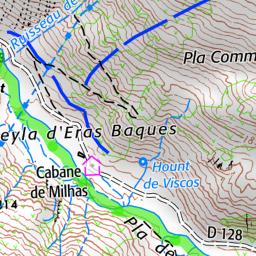 Ruisseau de
Pla Comm
t
eyla d'Eras Baques
Cabane
de Milhas
Hount
de Viscos
Pla de
D 128